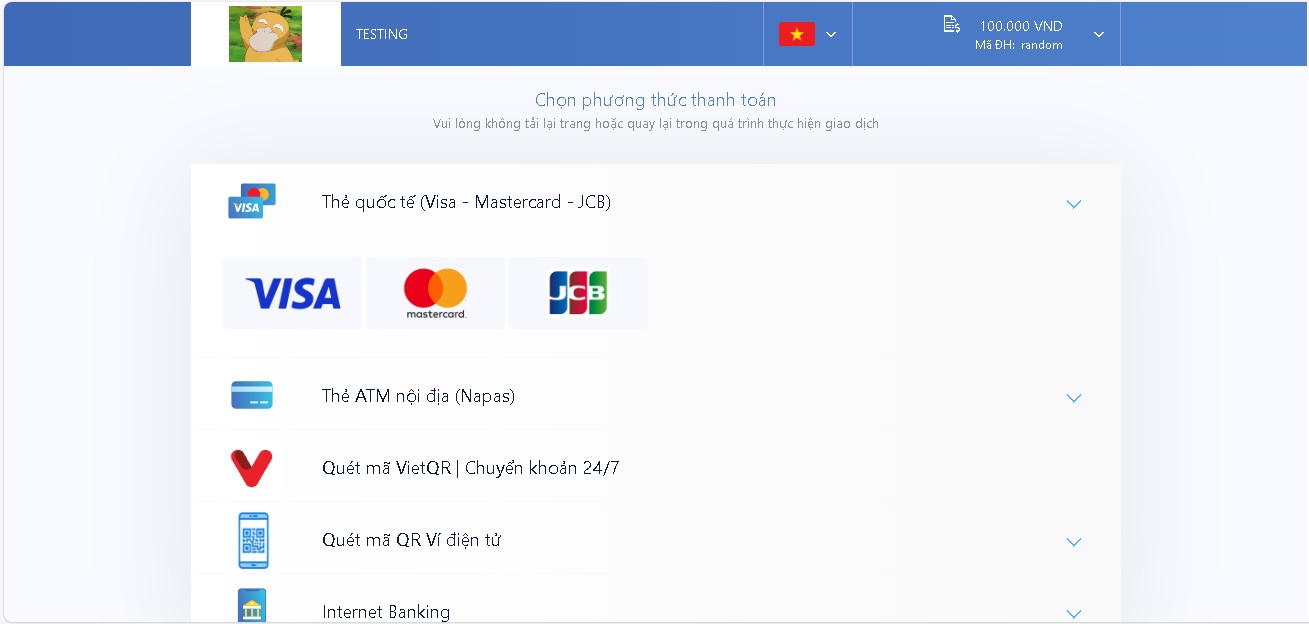 TESTING
100.000 VND
Mã ĐH: random
Chọn phương thức thanh toán
Vui lòng không tải lại trang hoặc quay lại trong quá trình thực hiện giao dịch
VISA
Thẻ quốc tế (Visa - Mastercard - JCB)
VISA
mastercard.
JCB
Thẻ ATM nội địa (Napas)
Quét mã VietQR | Chuyển khoản 24/7
Quét mã QR Ví điện tử
Internet Banking